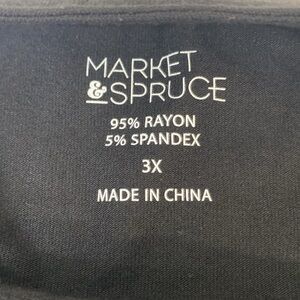 MARKET
&SPRUCE
95% RAYON
5% SPANDEX
3X
MADE IN CHINA